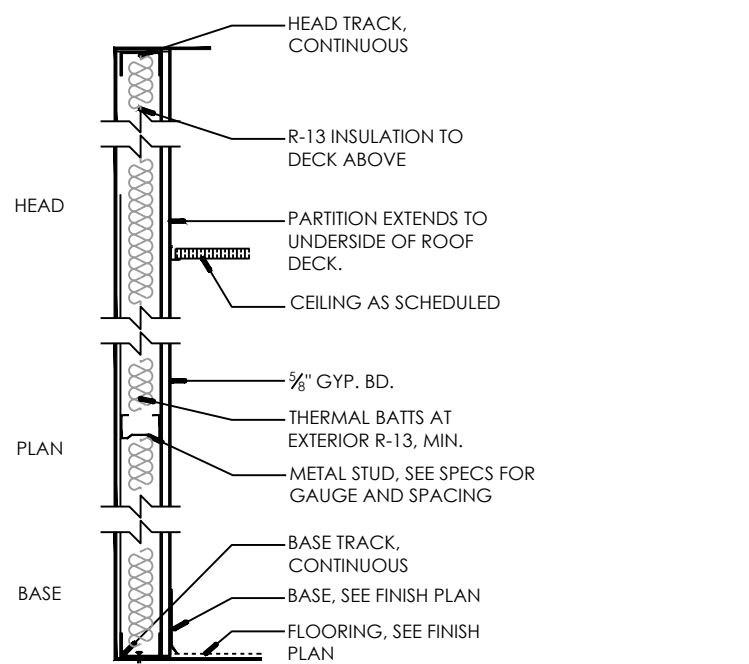 HEAD TRACK,
CONTINUOUS
R-13 INSULATION TO
DECK ABOVE
HEAD
PARTITION EXTENDS TO
UNDERSIDE OF ROOF
DECK.
CEILING AS SCHEDULED
⅝" GYP. BD.
THERMAL BATTS AT
EXTERIOR R-13, MIN.
PLAN
METAL STUD, SEE SPECS FOR
GAUGE AND SPACING
BASE TRACK,
CONTINUOUS
BASE
BASE, SEE FINISH PLAN
FLOORING, SEE FINISH
PLAN